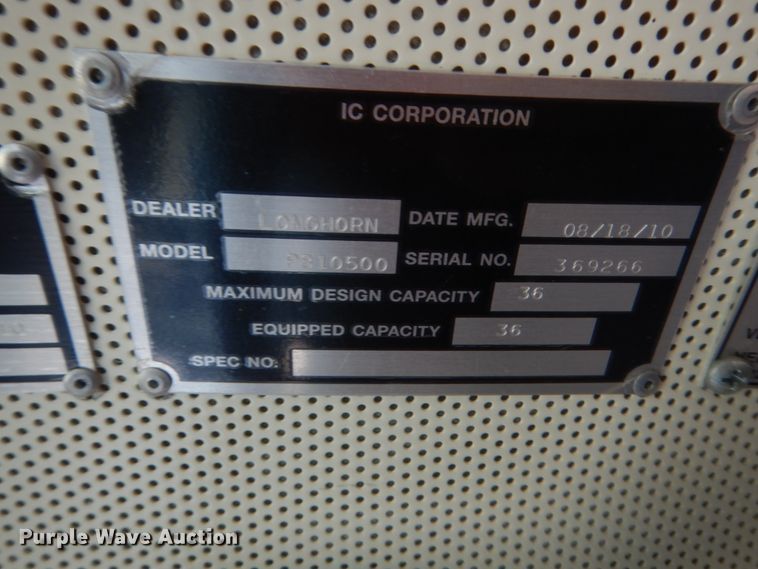 IC CORPORATION
DEALER LONGHORN DATE MFG. 08/18/10
MODEL PB10500 SERIAL NO. 369266
MAXIMUM DESIGN CAPACITY 36
EQUIPPED CAPACITY 36
SPEC NO:
Purple Wave Auction